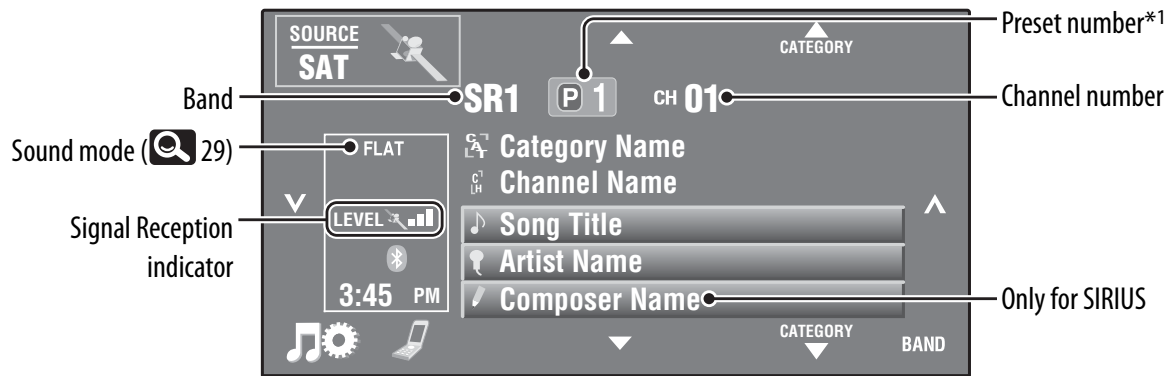 SOURCE
SAT
CATEGORY
Preset number*1
Band
SR1 P 1 CH 01
Channel number
Sound mode ( 29)
FLAT
CAT Category Name
CH Channel Name
Signal Reception
indicator
LEVEL
Song Title
Artist Name
3:45 PM
Composer Name
Only for SIRIUS
CATEGORY
BAND